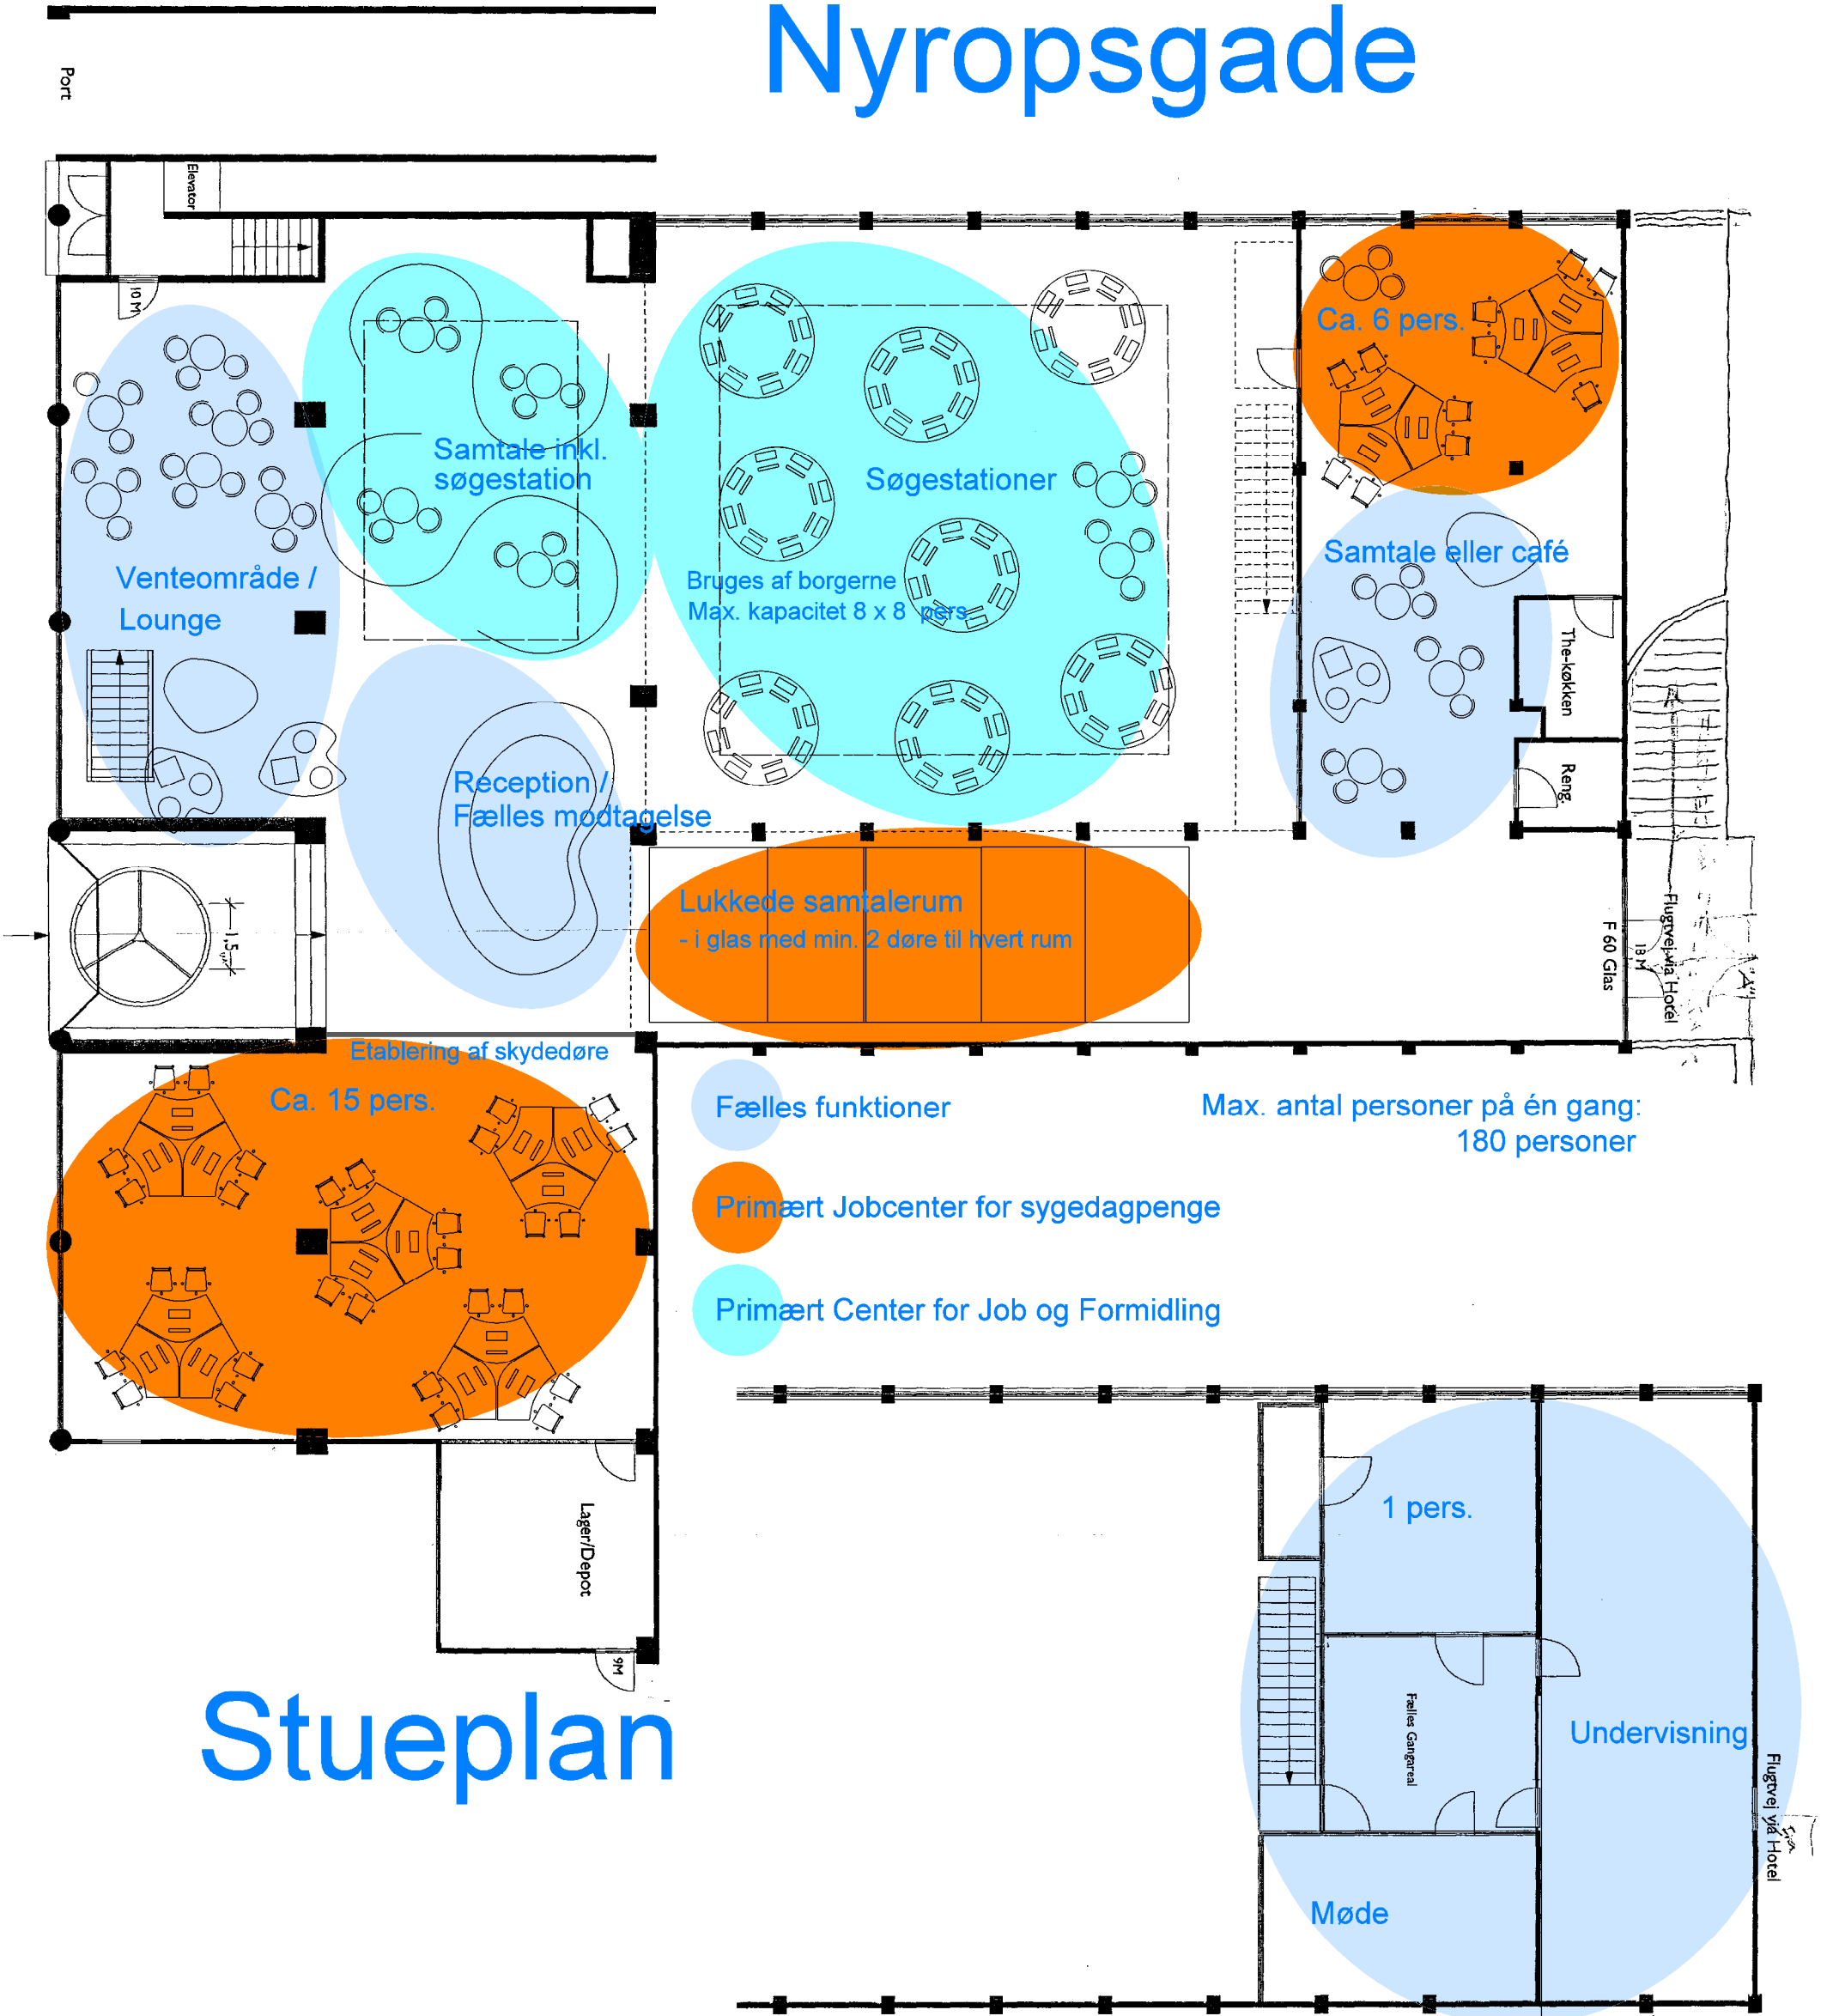 Nyropsgade
Port
Elevator
10 M
Ca. 6 pers.
Samtale inkl.
søgestation
Søgestationer
Venteområde /
Lounge
Bruges af borgerne
Max. kapacitet 8 x 8 pers.
Samtale eller café
The-køkken
Reng.
Reception /
Fælles modtagelse
Lukkede samtalerum
- i glas med min. 2 døre til hvert rum
1,5
F 60 Glas
18 M
Flugtvej via Hotel
"A"
Etablering af skydedøre
Ca. 15 pers.
Fælles funktioner
Max. antal personer på én gang:
180 personer
Primært Jobcenter for sygedagpenge
Primært Center for Job og Formidling
Lager/Depot
9M
Stueplan
1 pers.
Fælles Gangareal
Undervisning
Flugtvej via Hotel
Møde